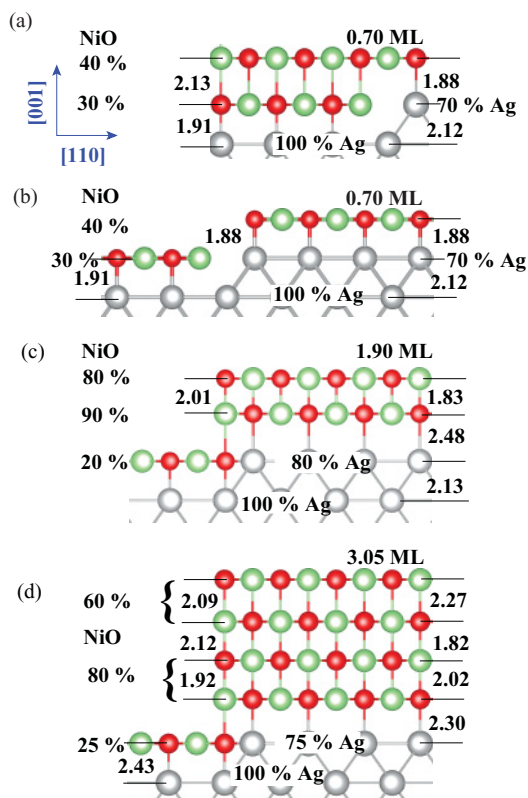 (a)
NiO
40 %
0.70 ML
2.13
1.88
30 %
70 % Ag
1.91
100 % Ag
2.12
[001]
[110]
(b)
NiO
0.70 ML
40 %
1.88
1.88
30 %
70 % Ag
1.91
100 % Ag
2.12
(c)
NiO
1.90 ML
80 %
2.01
1.83
90 %
2.48
20 %
80 % Ag
2.13
100 % Ag
(d)
3.05 ML
60 %
{
2.09
2.27
NiO
2.12
1.82
80 %
{
1.92
2.02
2.30
25 %
75 % Ag
2.43
100 % Ag